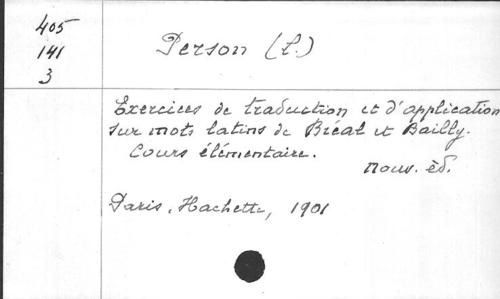 405
141
3
Person (L.)
Exercices de traduction et d'application
sur mots latins de Bréal et Bailly.
Cours élémentaire.
nouv. éd.
Paris, Hachette, 1901